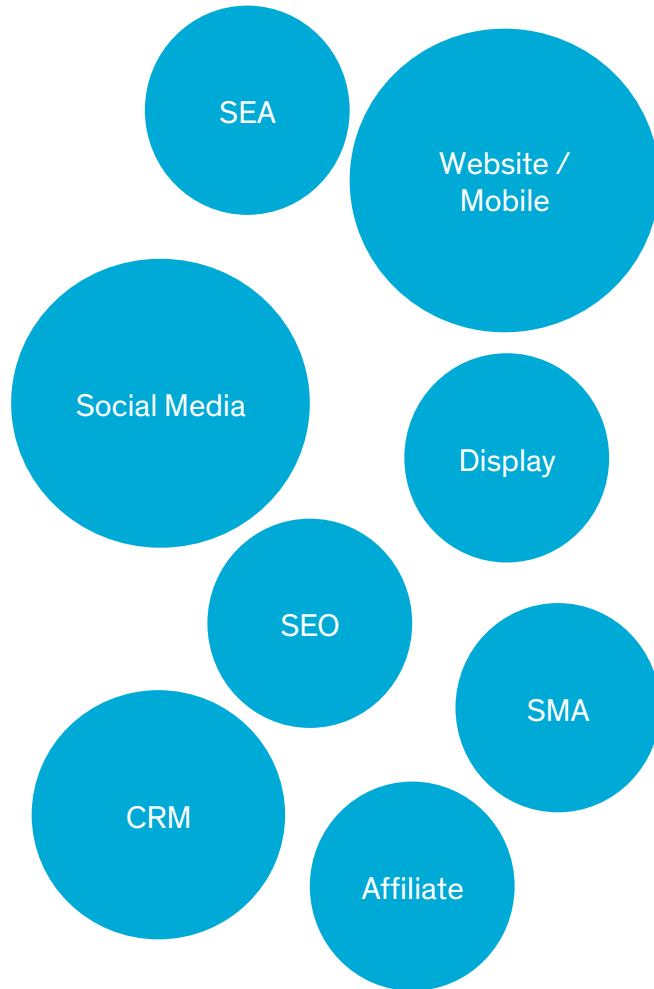 SEA
Website /
Mobile
Social Media
Display
SEO
SMA
CRM
Affiliate